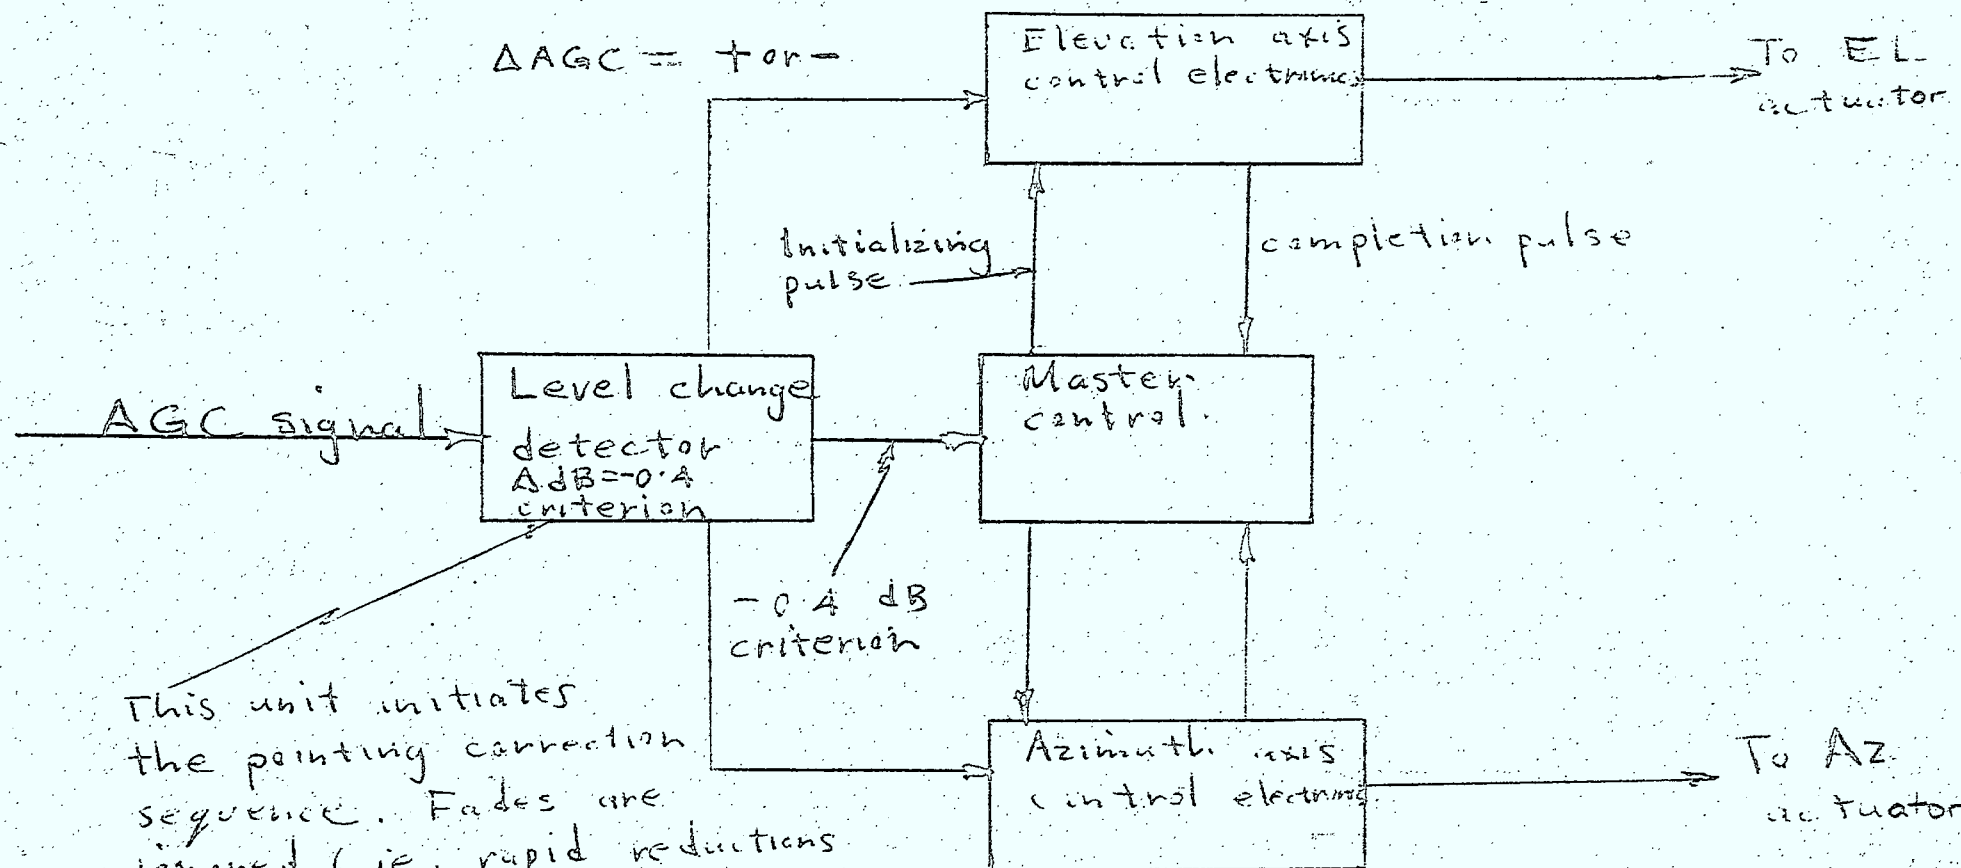 ΔAGC = + or -
Elevation axis
control electronics
To EL
actuator
Initializing
pulse
completion pulse
AGC signal
Level change
detector
ΔdB=-0.4
criterion
Master
control.
-0.4 dB
criterion
This unit initiates
the pointing correction
sequence. Fades are
ignored (ie. rapid reductions
Azimuth axis
control electronics
To Az
actuator